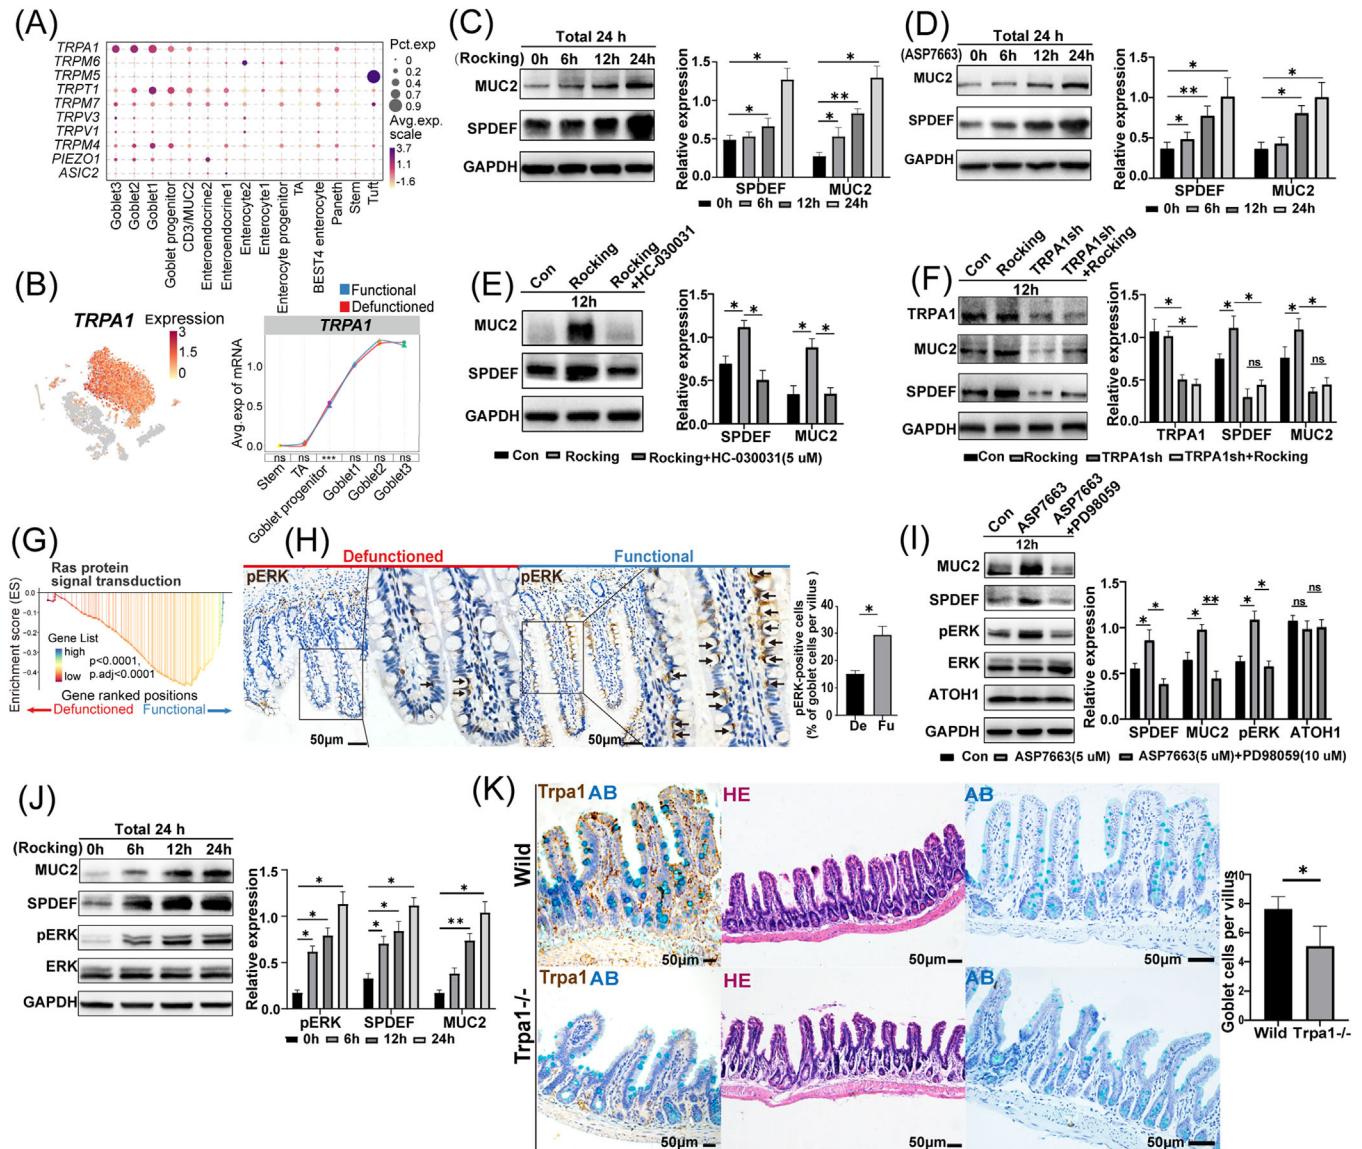 (A)
TRPA1
TRPM6
TRPM5
TRPT1
TRPM7
TRPV3
TRPV1
TRPM4
PIEZO1
ASIC2
Pct.exp
0
0.2
0.4
0.7
0.9
Avg.exp.
scale
3.7
1.1
-1.6
Goblet3
Goblet2
Goblet1
Goblet progenitor
CD3/MUC2
Enteroendocrine2
Enteroendocrine1
Enterocyte2
Enterocyte1
Enterocyte progenitor
TA
BEST4 enterocyte
Paneth
Stem
Tuft
(B)
TRPA1
Expression
3
1.5
0
Functional
Defunctioned
TRPA1
Avg.exp of mRNA
1.0
0.5
0.0
ns ns *** ns ns ns
Stem
TA
Goblet progenitor
Goblet1
Goblet2
Goblet3
(C)
Total 24 h
(Rocking) 0h 6h 12h 24h
MUC2
SPDEF
GAPDH
Relative expression
2.0
1.5
1.0
0.5
0.0
* * * ** *
SPDEF MUC2
0h 6h 12h 24h
(D)
Total 24 h
(ASP7663) 0h 6h 12h 24h
MUC2
SPDEF
GAPDH
Relative expression
1.5
1.0
0.5
0.0
* ** * * *
SPDEF MUC2
0h 6h 12h 24h
(E)
Con
Rocking
Rocking
+HC-030031
12h
MUC2
SPDEF
GAPDH
Relative expression
1.5
1.0
0.5
0.0
* * * *
SPDEF MUC2
Con Rocking Rocking+HC-030031(5 uM)
(F)
Con
Rocking
TRPA1sh
TRPA1sh
+Rocking
12h
TRPA1
MUC2
SPDEF
GAPDH
Relative expression
1.5
1.0
0.5
0.0
* * * * ns * * ns
TRPA1 SPDEF MUC2
Con Rocking TRPA1sh TRPA1sh+Rocking
(G)
Ras protein
signal transduction
Enrichment score (ES)
0.0
-0.1
-0.2
-0.3
-0.4
Gene List
high
low
p<0.0001,
p.adj<0.0001
Gene ranked positions
Defunctioned Functional
(H)
Defunctioned Functional
pERK
pERK
50µm
50µm
pERK-positive cells
(% of goblet cells per villus)
40
30
20
10
0
*
De Fu
(I)
Con
ASP7663
ASP7663
+PD98059
12h
MUC2
SPDEF
pERK
ERK
ATOH1
GAPDH
Relative expression
1.5
1.0
0.5
0.0
* * * ** * * ns ns
SPDEF MUC2 pERK ATOH1
Con ASP7663(5 uM) ASP7663(5 uM)+PD98059(10 uM)
(J)
Total 24 h
(Rocking) 0h 6h 12h 24h
MUC2
SPDEF
pERK
ERK
GAPDH
Relative expression
1.5
1.0
0.5
0.0
* * * * * * ** *
pERK SPDEF MUC2
0h 6h 12h 24h
(K)
Wild
Trpa1 AB
50µm
HE
50µm
AB
50µm
Trpa1-/-
Trpa1 AB
50µm
HE
50µm
50µm
Goblet cells per villus
10
8
6
4
2
0
*
Wild Trpa1-/-